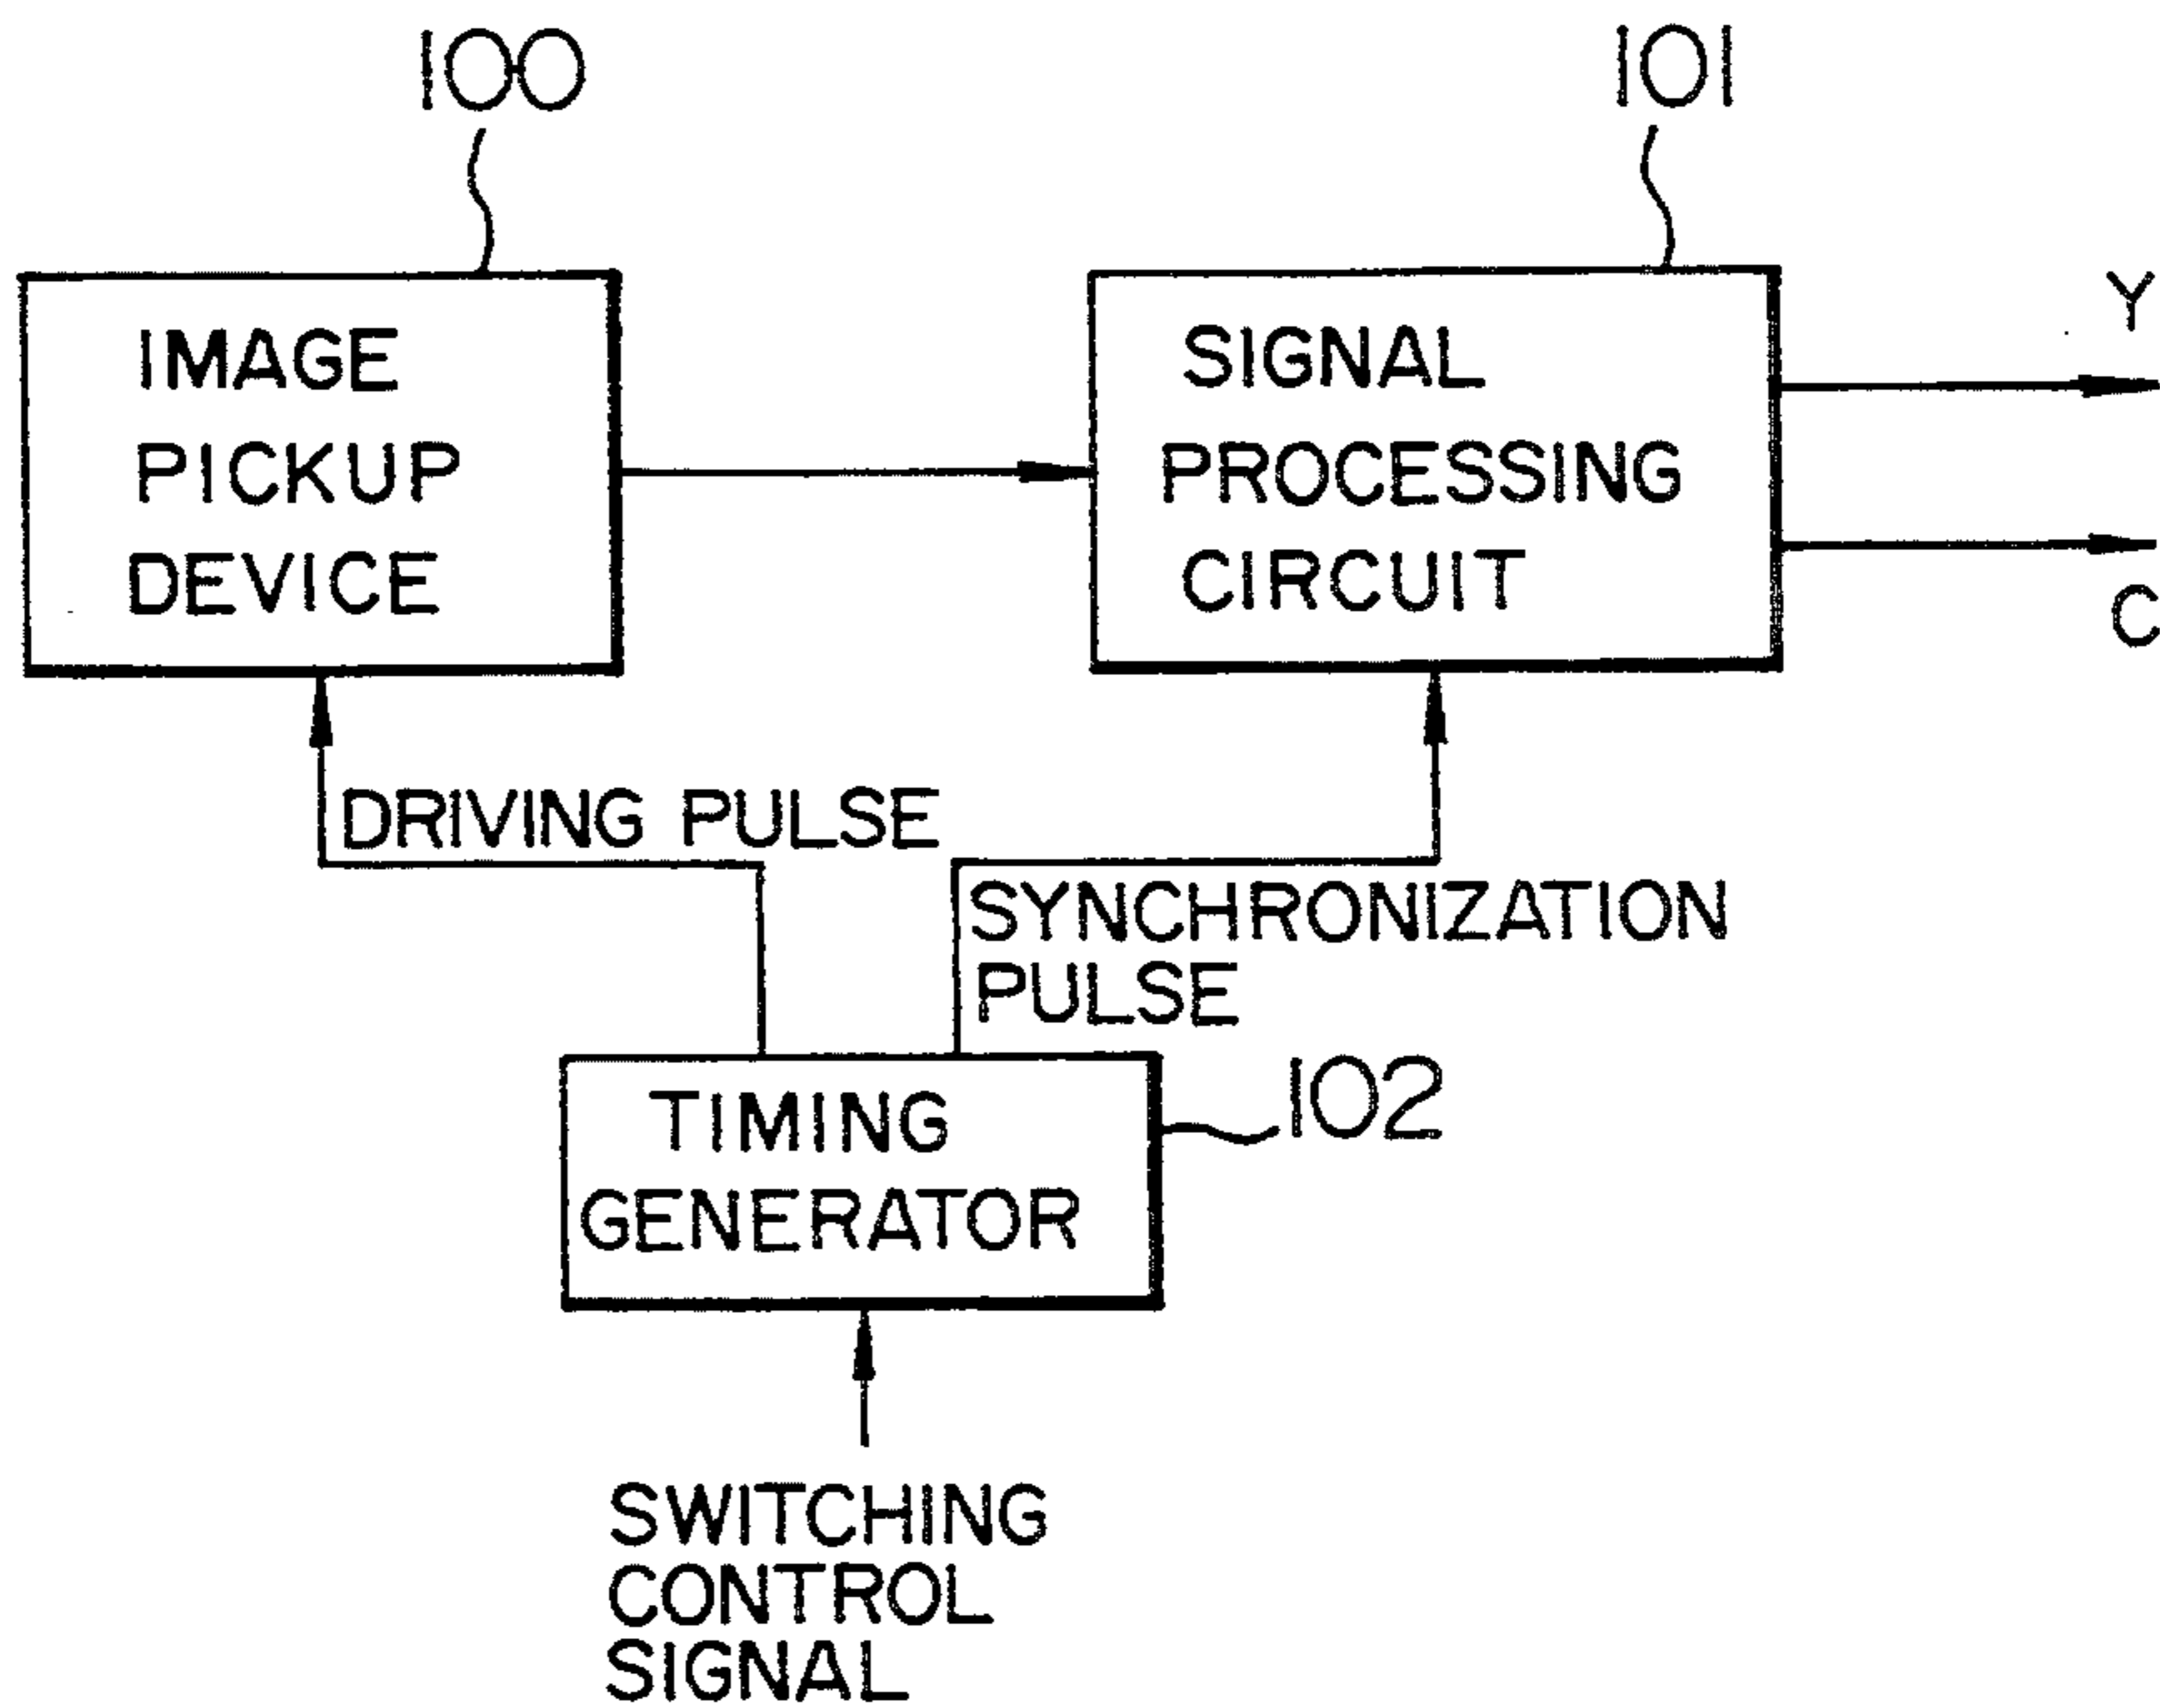 100
101
IMAGE
PICKUP
DEVICE
SIGNAL
PROCESSING
CIRCUIT
Y
C
DRIVING PULSE
SYNCHRONIZATION
PULSE
TIMING
GENERATOR
102
SWITCHING
CONTROL
SIGNAL